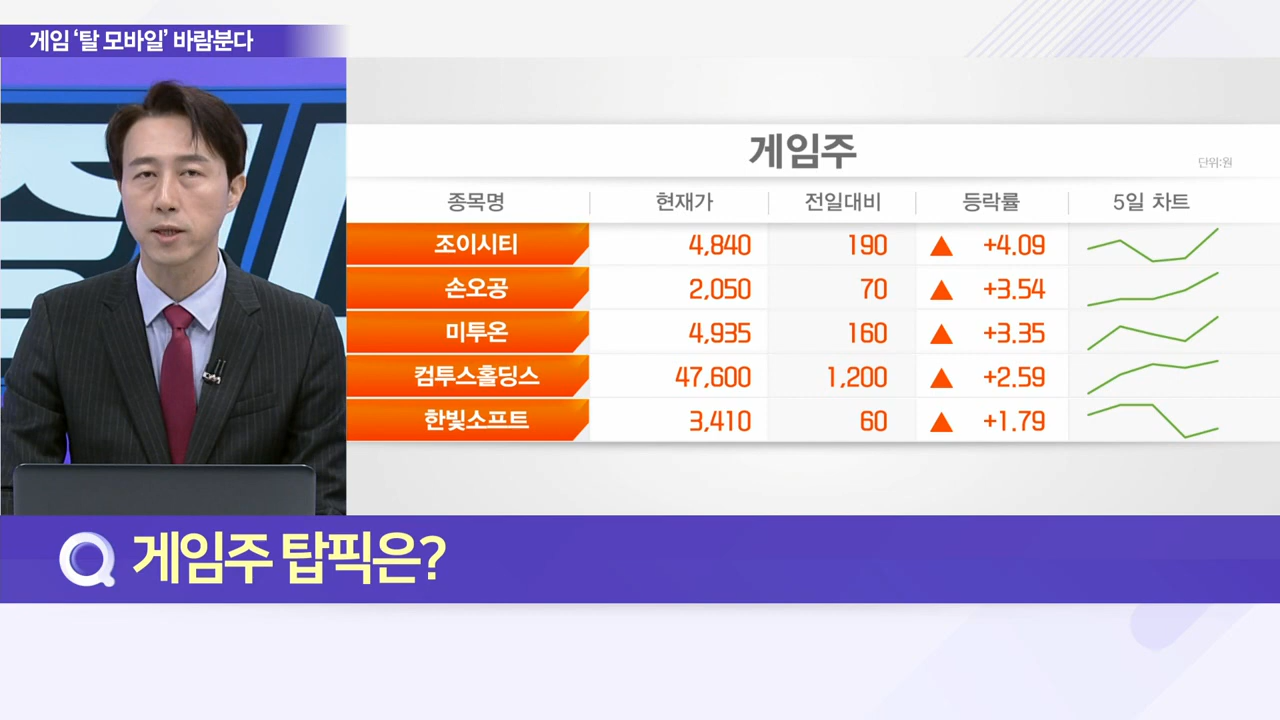 게임 ‘탈 모바일’ 바람분다
게임주
단위:원
종목명 현재가 전일대비 등락률 5일 차트
조이시티 4,840 190 ▲ +4.09
손오공 2,050 70 ▲ +3.54
미투온 4,935 160 ▲ +3.35
컴투스홀딩스 47,600 1,200 ▲ +2.59
한빛소프트 3,410 60 ▲ +1.79
게임주 탑픽은?